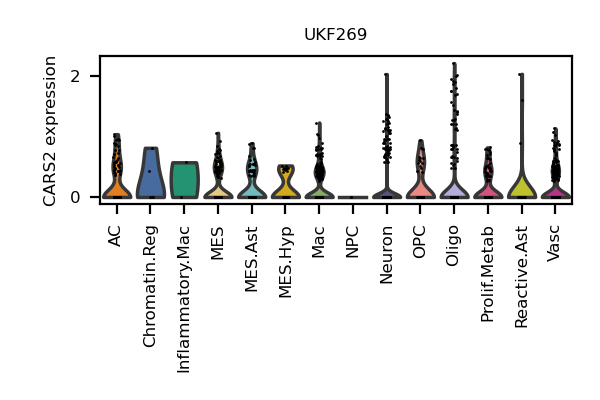 UKF269
CARS2 expression
2
0
AC
Chromatin.Reg
Inflammatory.Mac
MES
MES.Ast
MES.Hyp
Mac
NPC
Neuron
OPC
Oligo
Prolif.Metab
Reactive.Ast
Vasc